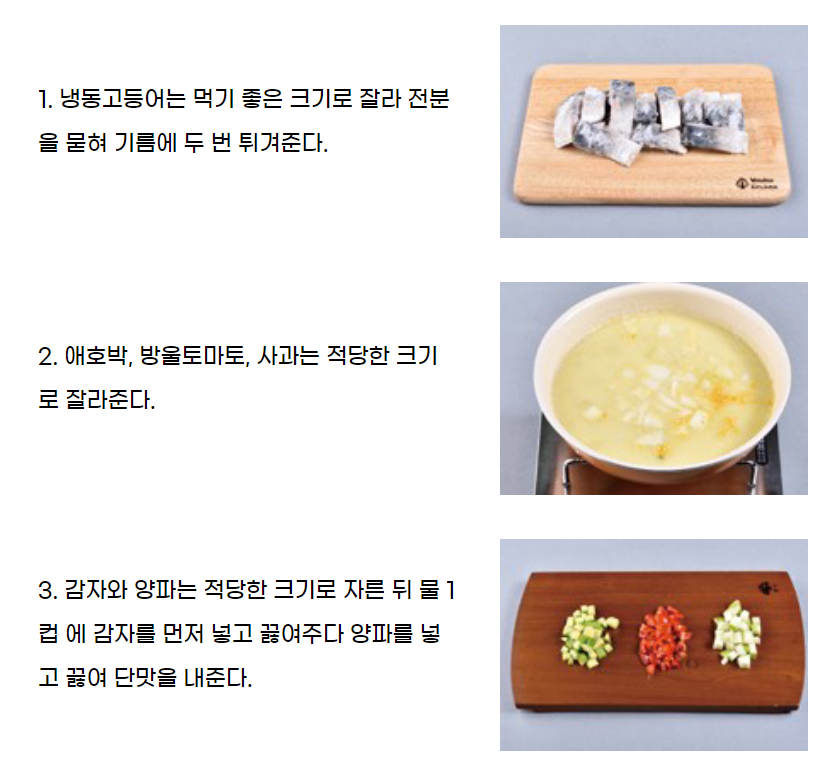 1. 냉동고등어는 먹기 좋은 크기로 잘라 전분
을 묻혀 기름에 두 번 튀겨준다.
2. 애호박, 방울토마토, 사과는 적당한 크기
로 잘라준다.
3. 감자와 양파는 적당한 크기로 자른 뒤 물 1
컵 에 감자를 먼저 넣고 끓여주다 양파를 넣
고 끓여 단맛을 내준다.